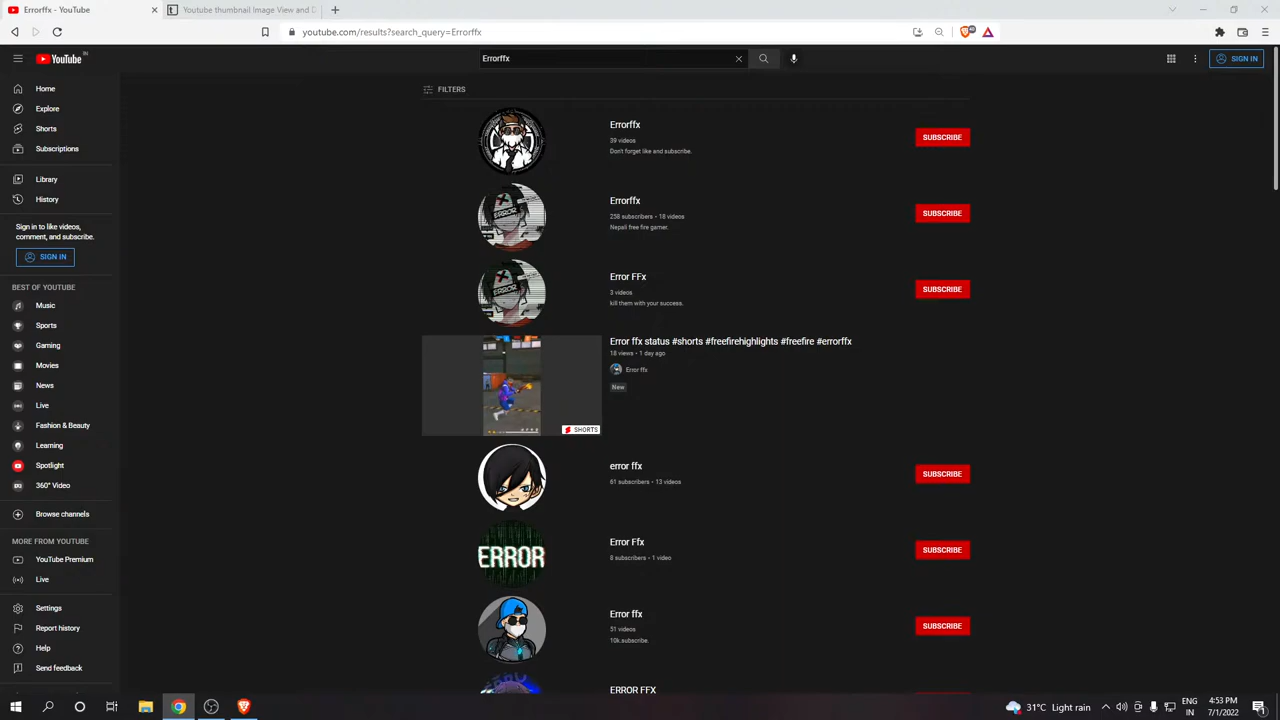 Errorffx - YouTube
Youtube thumbnail Image View and D
youtube.com/results?search_query=Errorffx
YouTube IN
Errorffx
SIGN IN
Home
Explore
Shorts
Subscriptions
Library
History
Sign in to like videos,
comment, and subscribe.
SIGN IN
BEST OF YOUTUBE
Music
Sports
Gaming
Movies
News
Live
Fashion & Beauty
Learning
Spotlight
360° Video
Browse channels
MORE FROM YOUTUBE
YouTube Premium
Live
Settings
Report history
Help
Send feedback
FILTERS
Errorffx
39 videos
Don't forget like and subscribe.
SUBSCRIBE
ERROR
Errorffx
258 subscribers • 18 videos
Nepali free fire gamer.
SUBSCRIBE
ERROR
Error FFx
3 videos
kill them with your success.
SUBSCRIBE
SHORTS
Error ffx status #shorts #freefirehighlights #freefire #errorffx
18 views • 1 day ago
Error ffx
New
error ffx
61 subscribers • 13 videos
SUBSCRIBE
ERROR
Error Ffx
8 subscribers • 1 video
SUBSCRIBE
Error ffx
51 videos
10k.subscribe.
SUBSCRIBE
ERROR FFX
31°C Light rain
ENG
IN
4:53 PM
7/1/2022